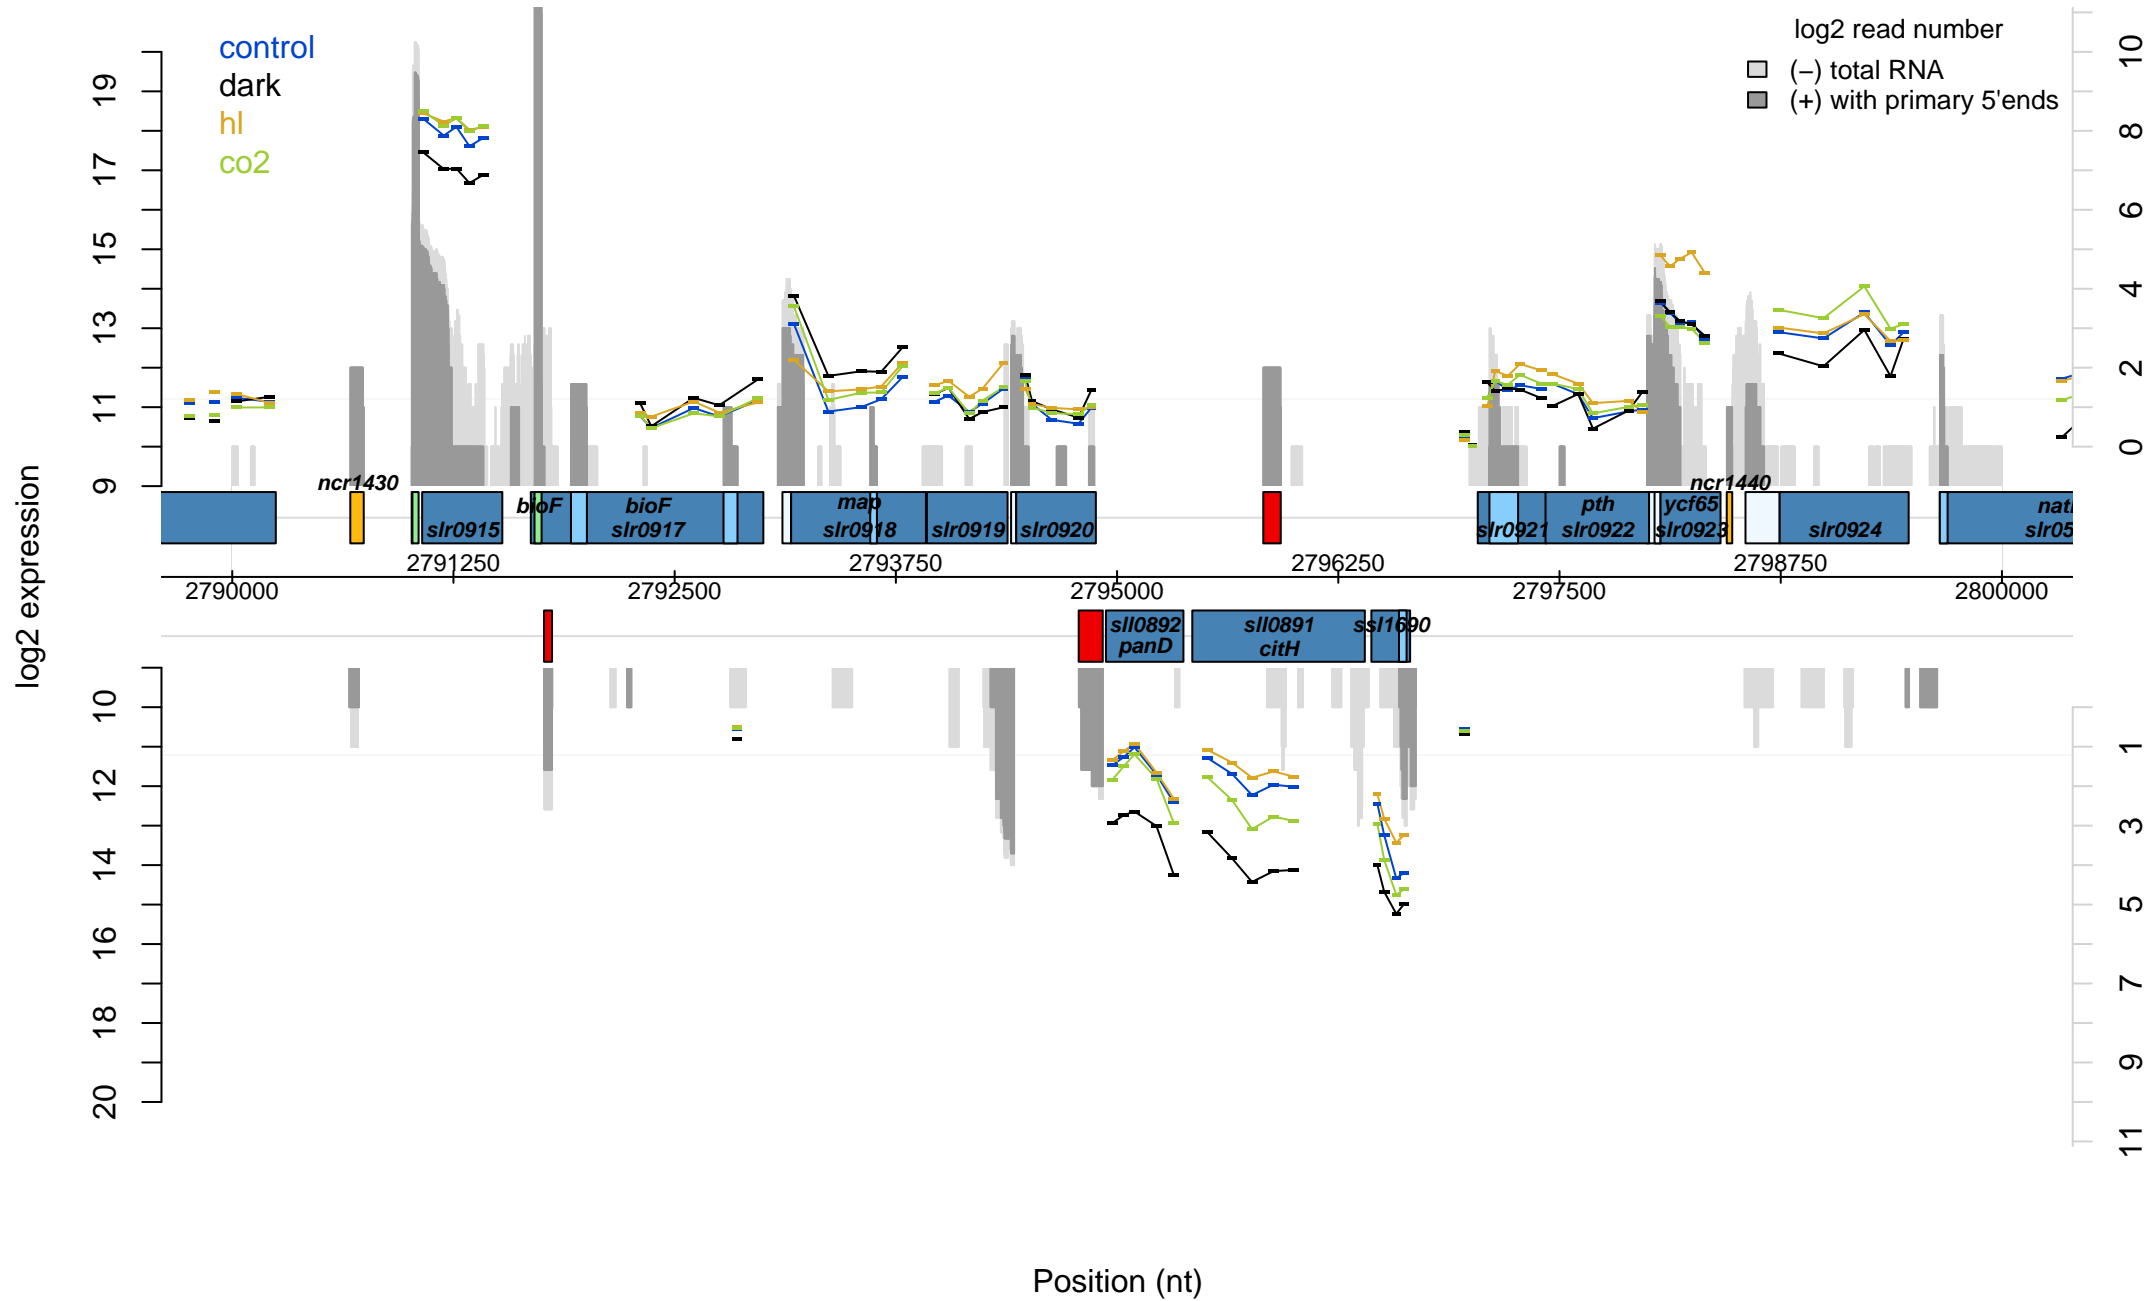 control
dark
hl
co2
log2 read number
(−) total RNA
(+) with primary 5'ends
19
17
15
13
11
9
10
8
6
4
2
0
log2 expression
ncr1430
slr0915
bioF
bioF
slr0917
map
slr0918
slr0919
slr0920
slr0921
pth
slr0922
ycf65
slr0923
ncr1440
slr0924
slr05
2791250
2793750
2796250
2798750
2790000
2792500
2795000
2797500
2800000
sll0892
panD
sll0891
citH
ssl1690
10
12
14
16
18
20
1
3
5
7
9
11
Position (nt)